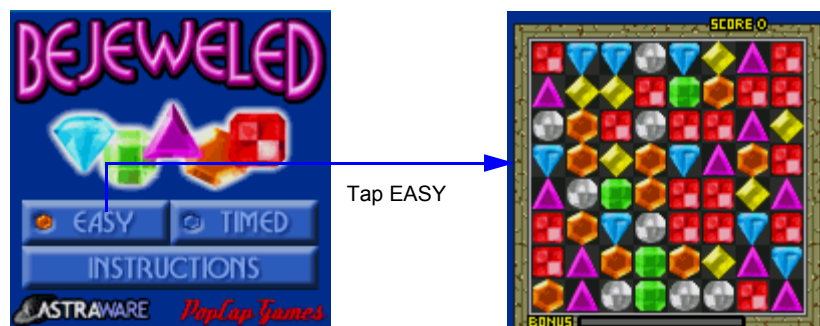 BEJEWELED
EASY
TIMED
INSTRUCTIONS
ASTRAWARE
PopCap Games
Tap EASY
SCORE 0
BONUS